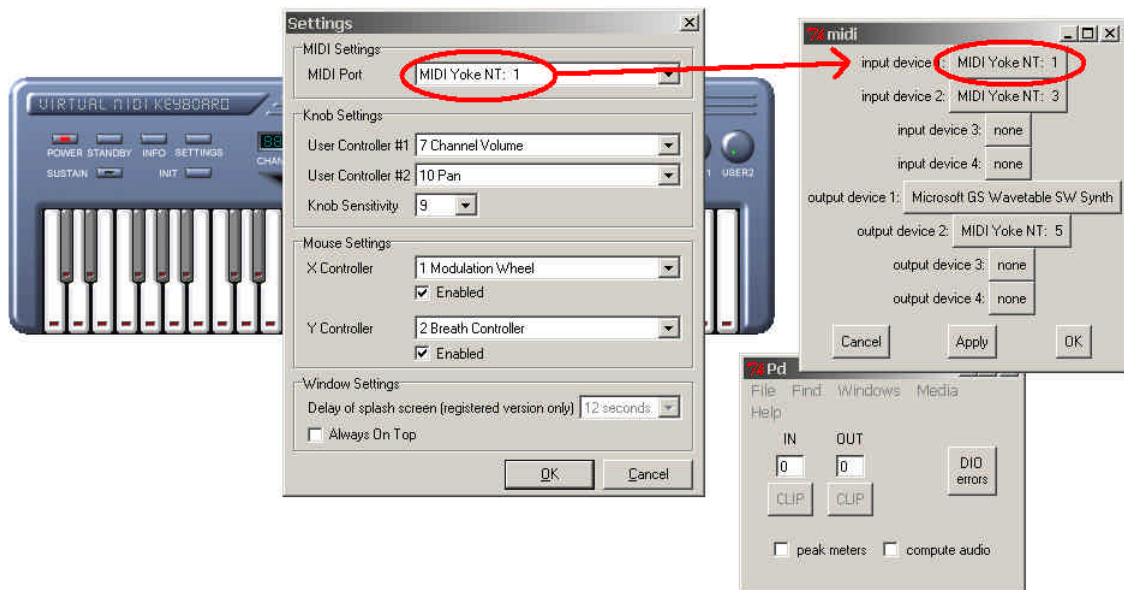 VIRTUAL MIDI KEYBOARD
POWER STANDBY INFO SETTINGS
SUSTAIN INIT
USER2
Settings
MIDI Settings
MIDI Port MIDI Yoke NT: 1
Knob Settings
User Controller #1 7 Channel Volume
User Controller #2 10 Pan
Knob Sensitivity 9
Mouse Settings
X Controller 1 Modulation Wheel
Enabled
Y Controller 2 Breath Controller
Enabled
Window Settings
Delay of splash screen (registered version only) 12 seconds
Always On Top
OK Cancel
midi
input device 1: MIDI Yoke NT: 1
input device 2: MIDI Yoke NT: 3
input device 3: none
input device 4: none
output device 1: Microsoft GS Wavetable SW Synth
output device 2: MIDI Yoke NT: 5
output device 3: none
output device 4: none
Cancel Apply OK
Pd
File Find Windows Media
Help
IN OUT
0 0
DIO
errors
CLIP CLIP
peak meters compute audio